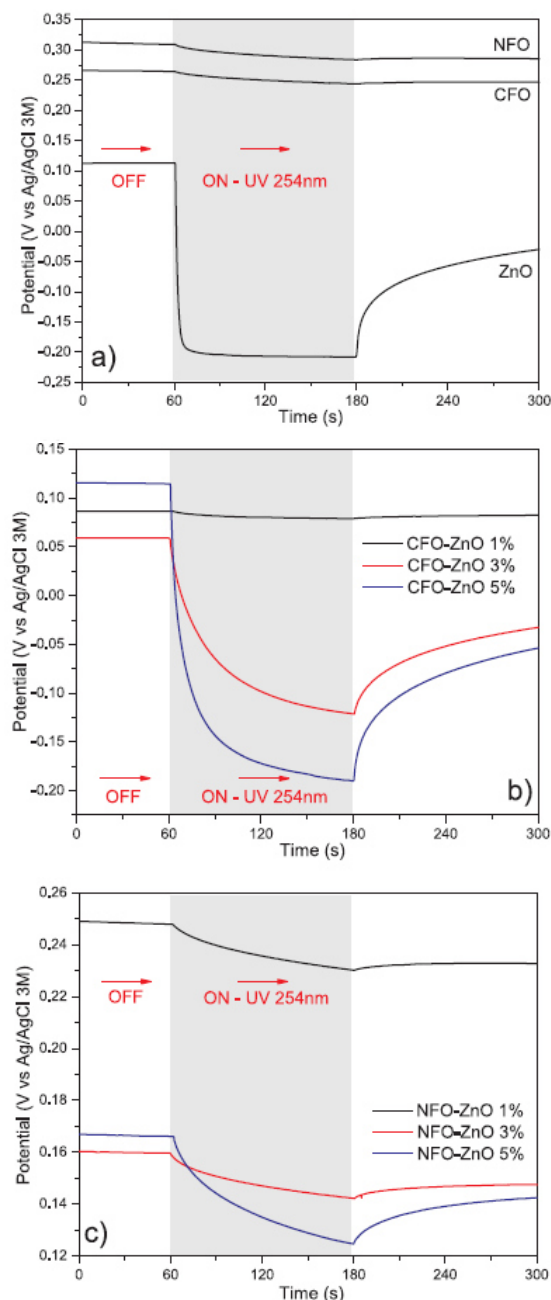 0.35
0.30
0.25
0.20
0.15
0.10
0.05
0.00
-0.05
-0.10
-0.15
-0.20
-0.25
Potential (V vs Ag/AgCl 3M)
NFO
CFO
OFF
ON - UV 254nm
ZnO
a)
0 60 120 180 240 300
Time (s)
0.15
0.10
0.05
0.00
-0.05
-0.10
-0.15
-0.20
Potential (V vs Ag/AgCl 3M)
CFO-ZnO 1%
CFO-ZnO 3%
CFO-ZnO 5%
OFF
ON - UV 254nm
b)
0 60 120 180 240 300
Time (s)
0.26
0.24
0.22
0.20
0.18
0.16
0.14
0.12
Potential (V vs Ag/AgCl 3M)
OFF
ON - UV 254nm
NFO-ZnO 1%
NFO-ZnO 3%
NFO-ZnO 5%
c)
0 60 120 180 240 300
Time (s)